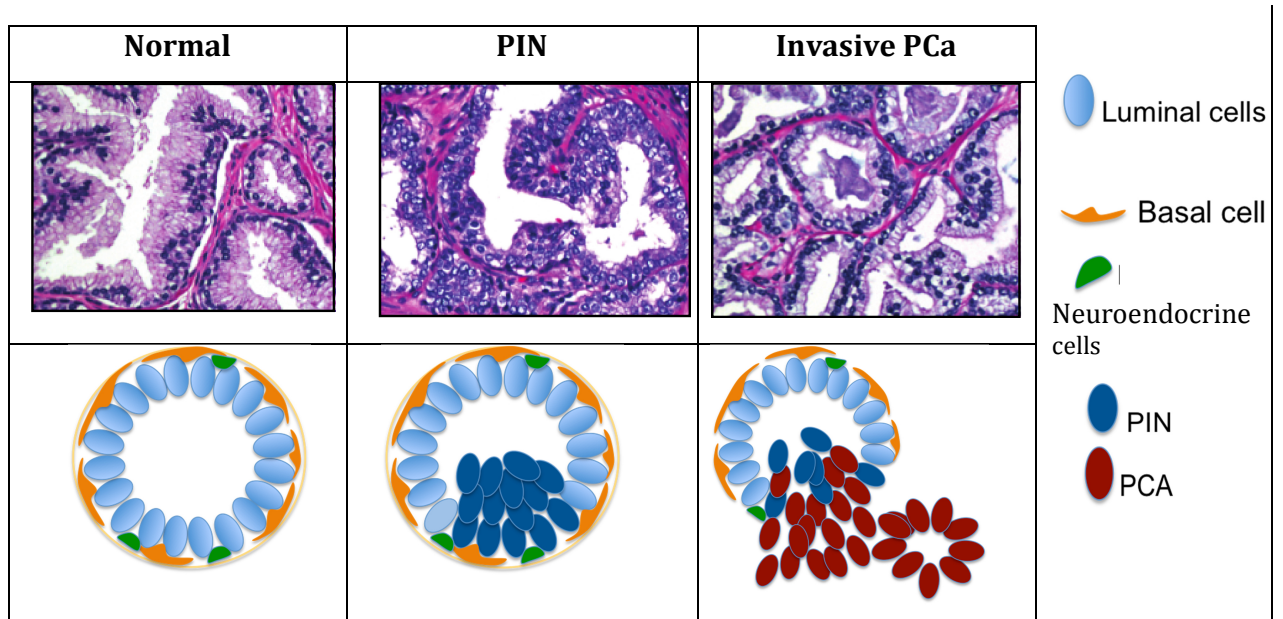 Normal
PIN
Invasive PCa
Luminal cells
Basal cell
Neuroendocrine
cells
PIN
PCA